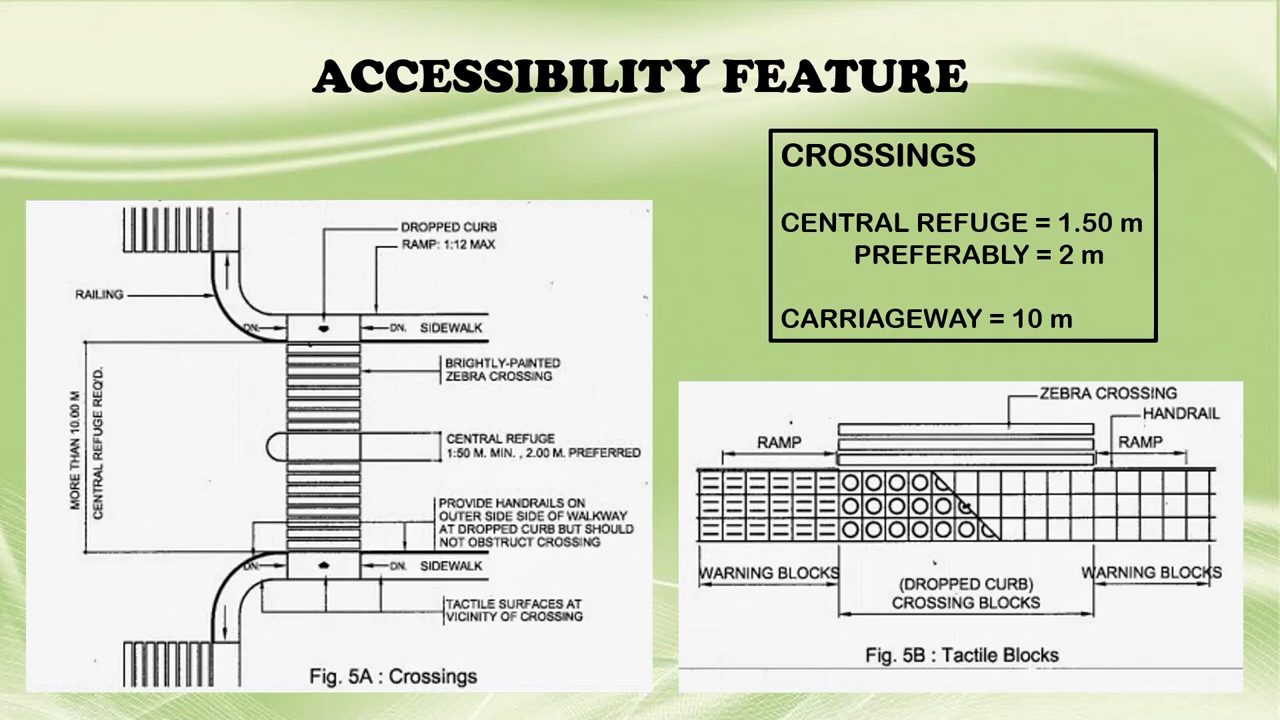 ACCESSIBILITY FEATURE
CROSSINGS
CENTRAL REFUGE = 1.50 m
PREFERABLY = 2 m
CARRIAGEWAY = 10 m
DROPPED CURB
RAMP: 1:12 MAX
RAILING
DN.
DN.
SIDEWALK
BRIGHTLY-PAINTED
ZEBRA CROSSING
MORE THAN 10.00 M
CENTRAL REFUGE REQ'D.
CENTRAL REFUGE
1:50 M. MIN. , 2.00 M. PREFERRED
PROVIDE HANDRAILS ON
OUTER SIDE SIDE OF WALKWAY
AT DROPPED CURB BUT SHOULD
NOT OBSTRUCT CROSSING
DN.
DN.
SIDEWALK
TACTILE SURFACES AT
VICINITY OF CROSSING
Fig. 5A : Crossings
ZEBRA CROSSING
HANDRAIL
RAMP
RAMP
WARNING BLOCKS
WARNING BLOCKS
(DROPPED CURB)
CROSSING BLOCKS
Fig. 5B : Tactile Blocks